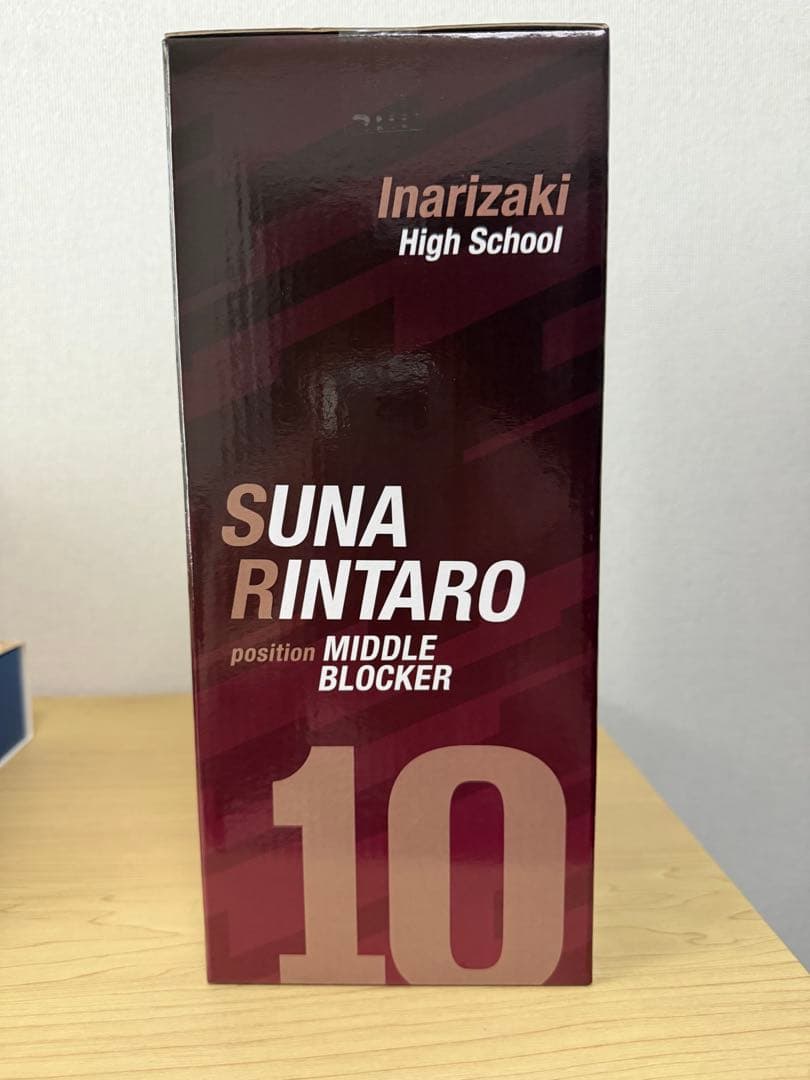 Inarizaki
High School
SUNA
RINTARO
position MIDDLE
BLOCKER
10